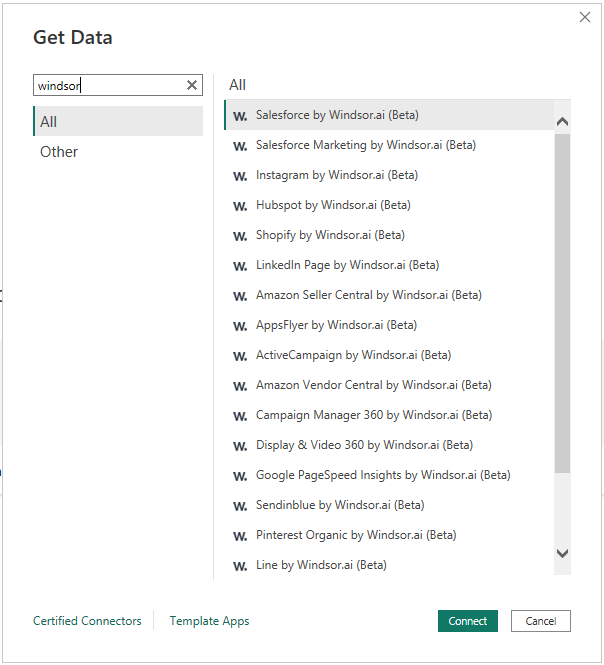 Get Data
windsor
All
Other
All
W. Salesforce by Windsor.ai (Beta)
W. Salesforce Marketing by Windsor.ai (Beta)
W. Instagram by Windsor.ai (Beta)
W. Hubspot by Windsor.ai (Beta)
W. Shopify by Windsor.ai (Beta)
W. LinkedIn Page by Windsor.ai (Beta)
W. Amazon Seller Central by Windsor.ai (Beta)
W. AppsFlyer by Windsor.ai (Beta)
W. ActiveCampaign by Windsor.ai (Beta)
W. Amazon Vendor Central by Windsor.ai (Beta)
W. Campaign Manager 360 by Windsor.ai (Beta)
W. Display & Video 360 by Windsor.ai (Beta)
W. Google PageSpeed Insights by Windsor.ai (Beta)
W. Sendinblue by Windsor.ai (Beta)
W. Pinterest Organic by Windsor.ai (Beta)
W. Line by Windsor.ai (Beta)
Certified Connectors
Template Apps
Connect
Cancel